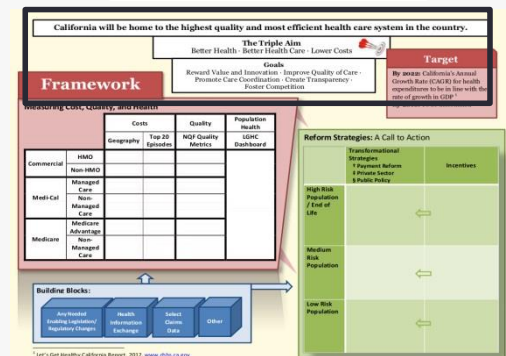 California will be home to the highest quality and most efficient health care system in the country.
The Triple Aim
Better Health · Better Health Care · Lower Costs
Goals
Reward Value and Innovation · Improve Quality of Care ·
Promote Care Coordination · Create Transparency ·
Foster Competition
Target
By 2022: California's Annual
Growth Rate (CAGR) for health
expenditures to be in line with the
rate of growth in GDP
Framework
Measuring Cost, Quality, and Health
Costs
Quality
Population
Health
Geography
Top 20
Episodes
NQF Quality
Metrics
LGHC
Dashboard
Commercial
HMO
Non-HMO
Medi-Cal
Managed
Care
Non-
Managed
Care
Medicare
Medicare
Advantage
Non-
Managed
Care
Reform Strategies: A Call to Action
Transformational
Strategies
Payment Reform
Private Sector
§ Public Policy
Incentives
High Risk
Population
/ End of
Life
Medium
Risk
Population
Low Risk
Population
Building Blocks:
Any Needed
Enabling Legislation/
Regulatory Changes
Health
Information
Exchange
Select
Claims
Data
Other
Let's Get Healthy California Report, 2012